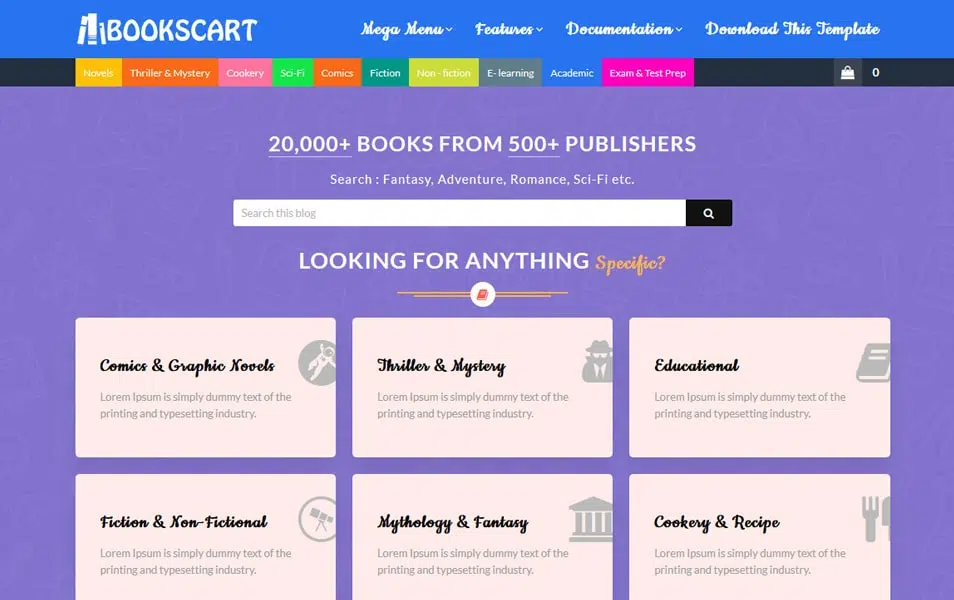 BOOKSCART
Mega Menu Features Documentation Download This Template
Novels Thriller & Mystery Cookery Sci-Fi Comics Fiction Non - fiction E- learning Academic Exam & Test Prep 0
20,000+ BOOKS FROM 500+ PUBLISHERS
Search : Fantasy, Adventure, Romance, Sci-Fi etc.
Search this blog
LOOKING FOR ANYTHING Specific?
Comics & Graphic Novels
Lorem Ipsum is simply dummy text of the
printing and typesetting industry.
Thriller & Mystery
Lorem Ipsum is simply dummy text of the
printing and typesetting industry.
Educational
Lorem Ipsum is simply dummy text of the
printing and typesetting industry.
Fiction & Non-Fictional
Lorem Ipsum is simply dummy text of the
printing and typesetting industry.
Mythology & Fantasy
Lorem Ipsum is simply dummy text of the
printing and typesetting industry.
Cookery & Recipe
Lorem Ipsum is simply dummy text of the
printing and typesetting industry.